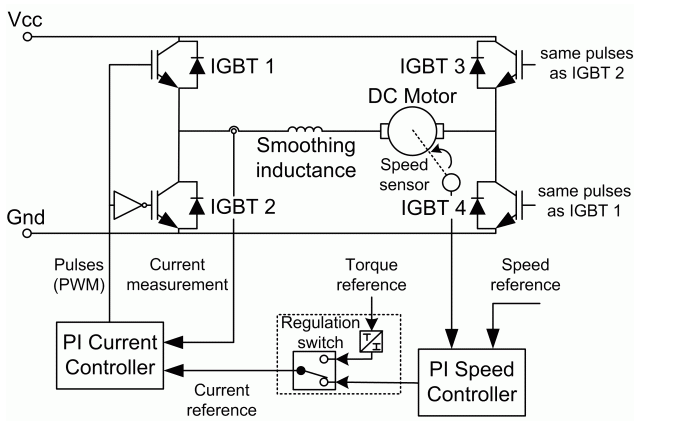 Vcc
IGBT 1
IGBT 3
same pulses
as IGBT 2
DC Motor
Smoothing
inductance
Speed
sensor
IGBT 2
IGBT 4
same pulses
as IGBT 1
Gnd
Pulses
(PWM)
Current
measurement
Torque
reference
Speed
reference
Regulation
switch
T
I
PI Current
Controller
Current
reference
PI Speed
Controller